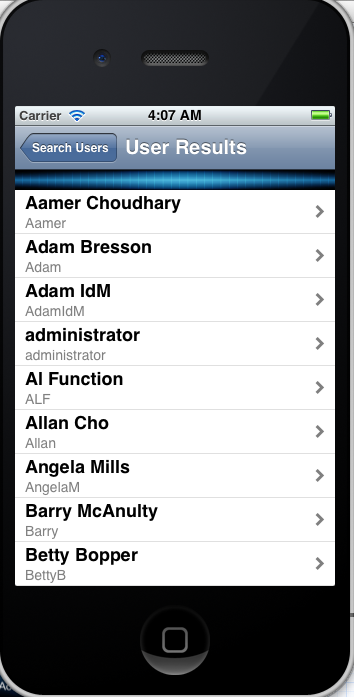 Carrier 4:07 AM
Search Users User Results
Aamer Choudhary
Aamer
Adam Bresson
Adam
Adam IdM
AdamIdM
administrator
administrator
Al Function
ALF
Allan Cho
Allan
Angela Mills
AngelaM
Barry McAnulty
Barry
Betty Bopper
BettyB